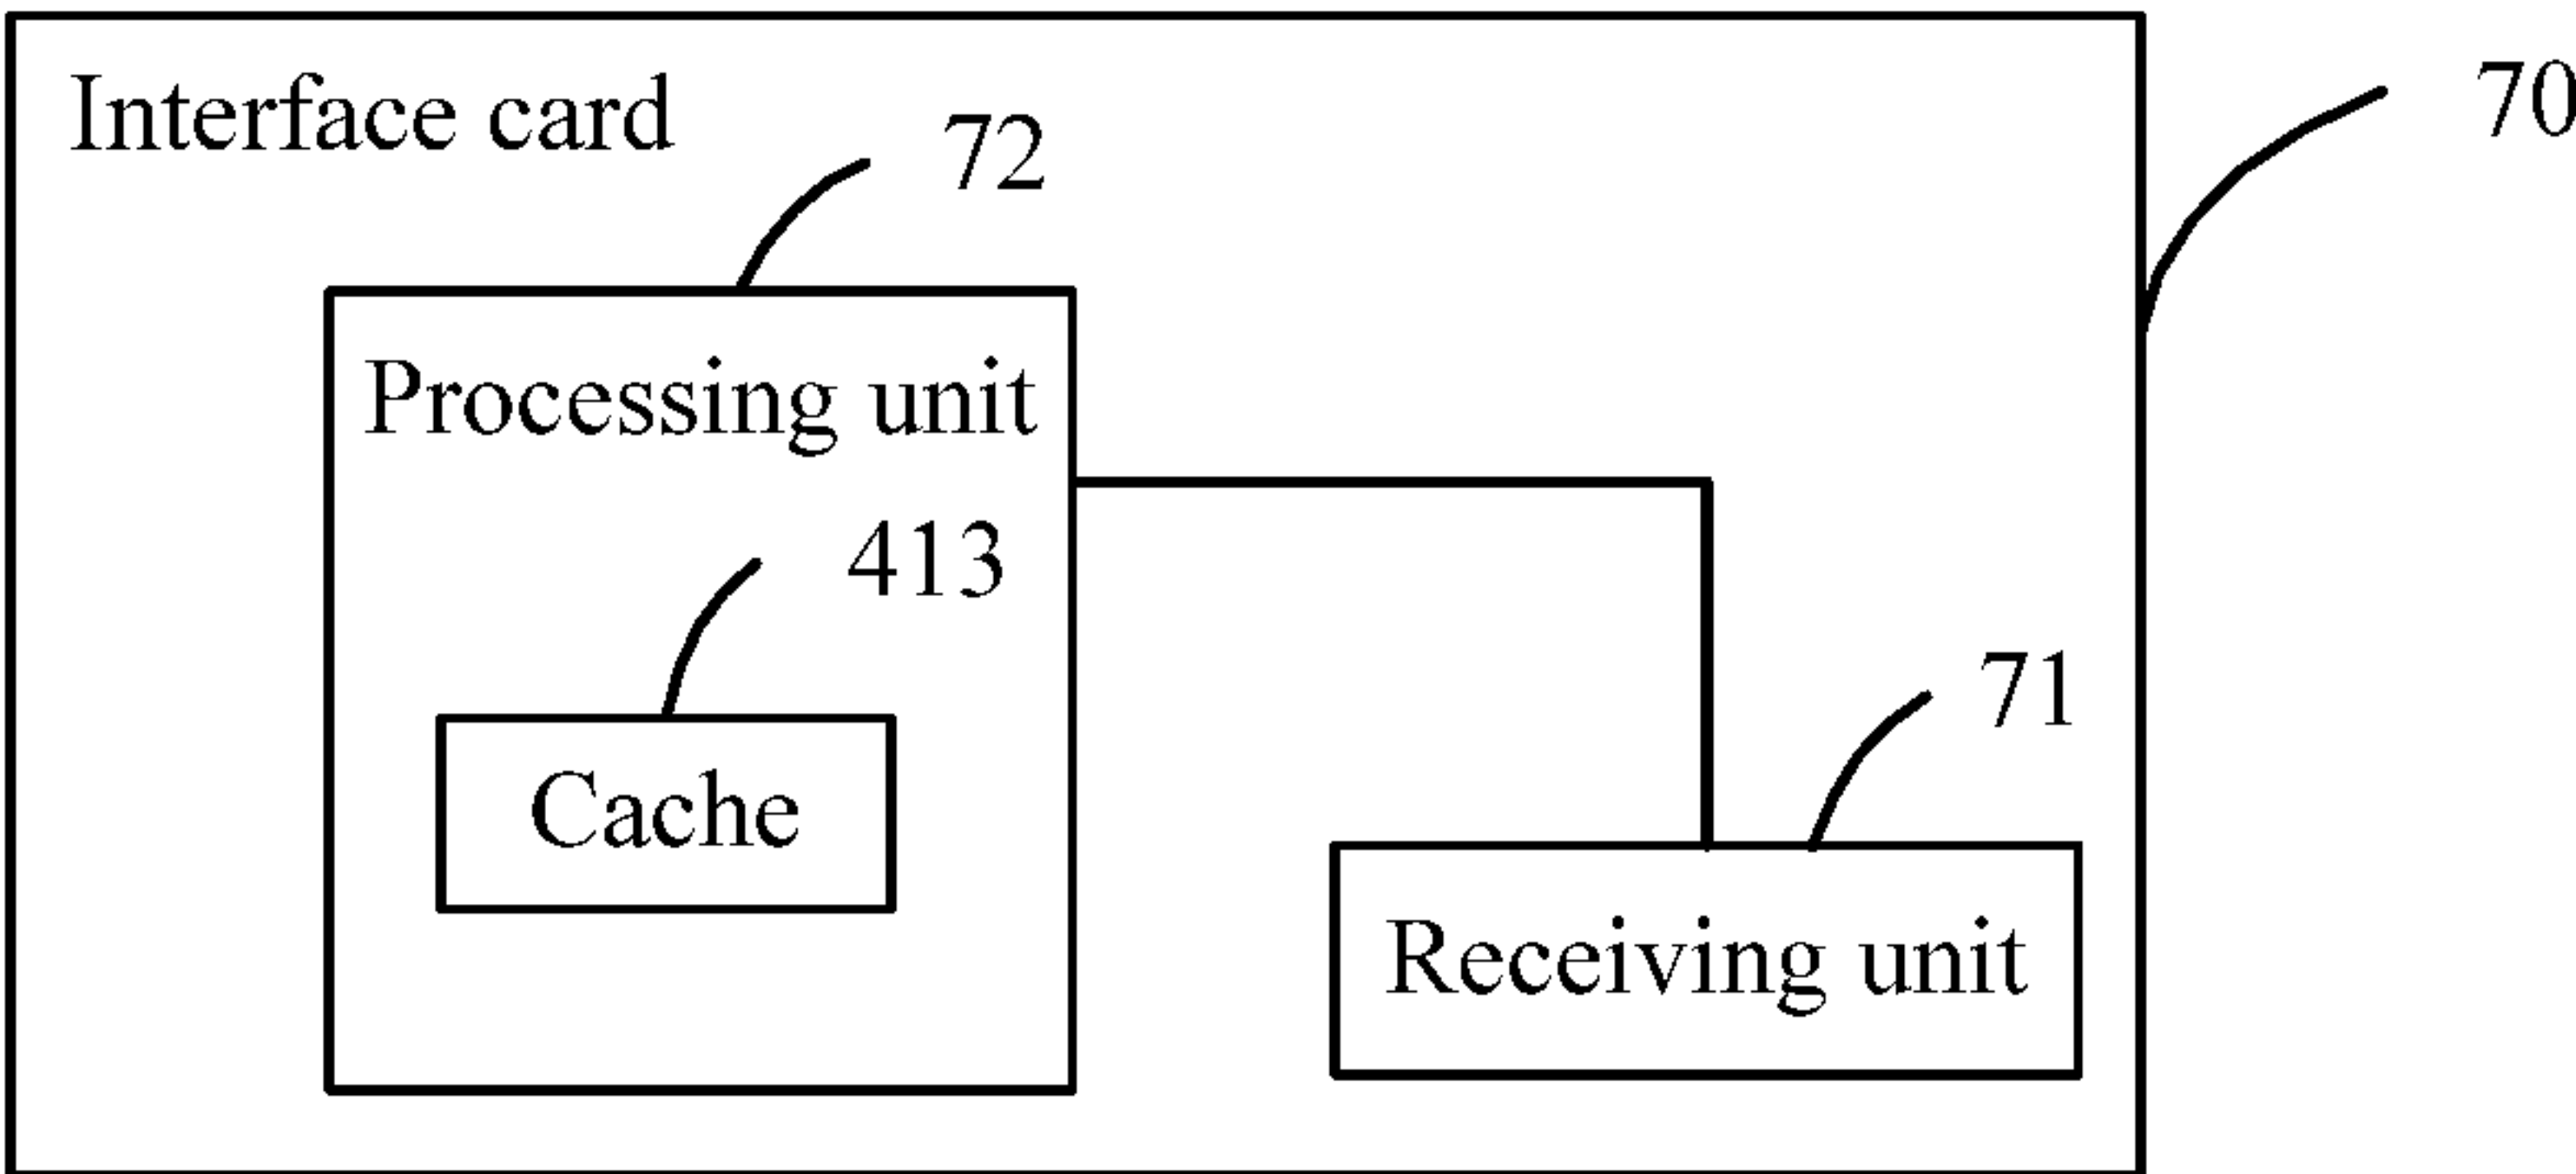 Interface card
70
72
Processing unit
413
Cache
71
Receiving unit